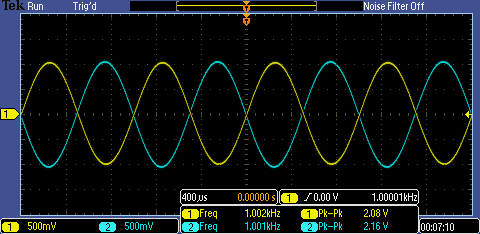 Tek Run Trig'd Noise Filter Off
T
T
1
400µs 0.00000 s 1 0.00 V 1.00001kHz
1 Freq 1.002kHz 1 Pk-Pk 2.08 V
2 Freq 1.001kHz 2 Pk-Pk 2.16 V
1 500mV 2 500mV 00:07:10